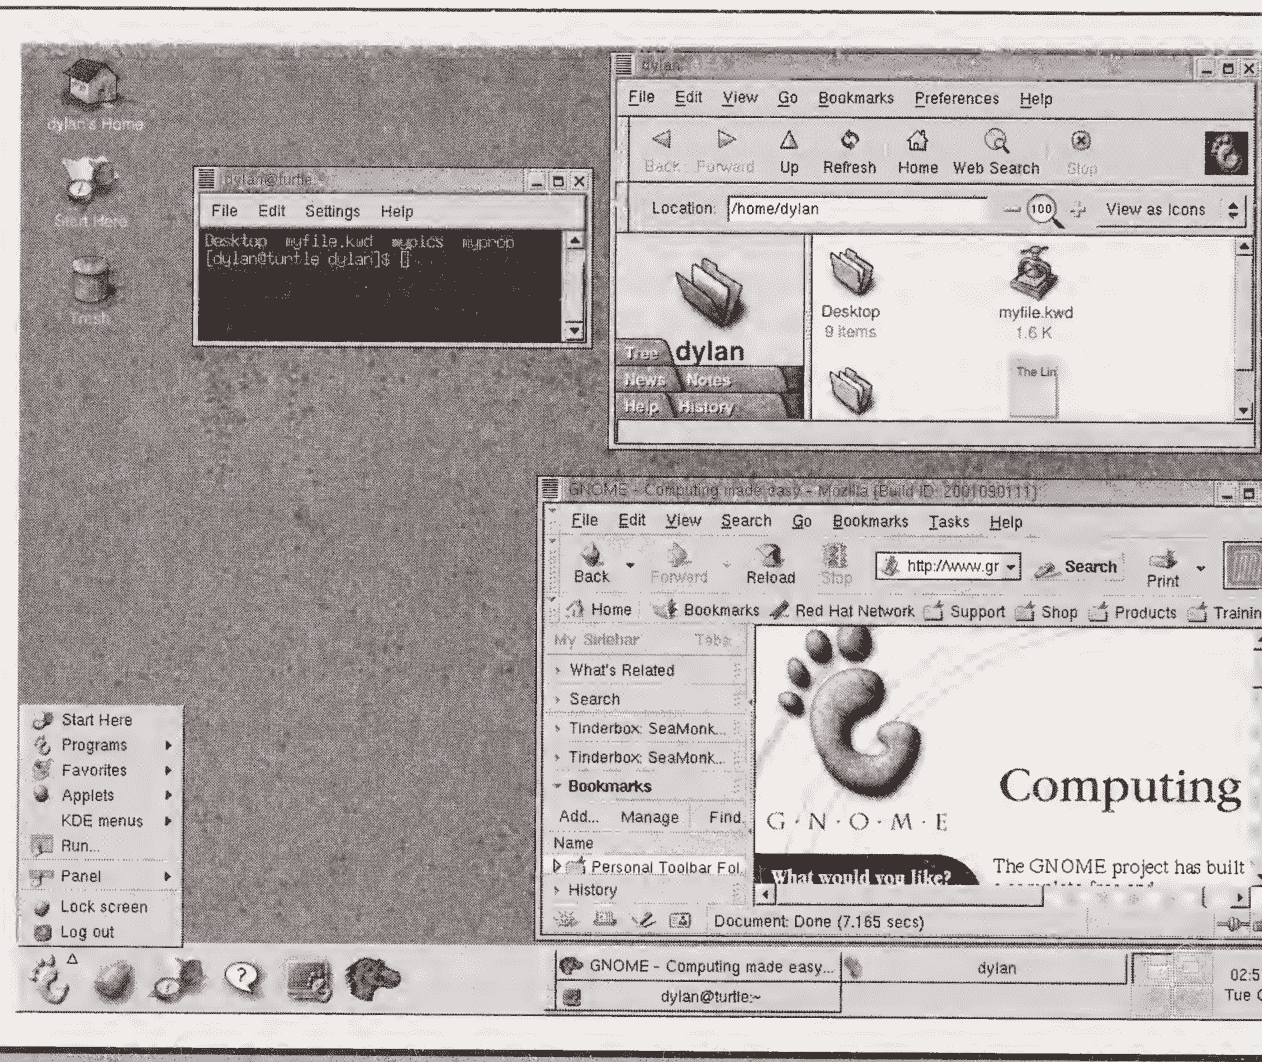 dylan's Home
Start Here
Trash
dylan@turtle:~
File Edit Settings Help
Desktop myfile.kwd mypics myprop
[dylan@turtle dylan]$
dylan
File Edit View Go Bookmarks Preferences Help
Back Forward Up Refresh Home Web Search Stop
Location: /home/dylan 100 View as Icons
Desktop
9 items
myfile.kwd
1.6 K
The Lin
dylan
Tree
News Notes
Help History
GNOME - Computing made easy - Mozilla {Build ID: 2001090111}
File Edit View Search Go Bookmarks Tasks Help
Back Forward Reload Stop http://www.gr Search Print
Home Bookmarks Red Hat Network Support Shop Products Trainin
My Sidebar Tabs
What's Related
Search
Tinderbox: SeaMonk...
Tinderbox: SeaMonk...
Bookmarks
Add... Manage Find.
Name
Personal Toolbar Fol.
History
G·N·O·M·E
Computing
What would you like?
The GNOME project has built
Document: Done (7.165 secs)
Start Here
Programs
Favorites
Applets
KDE menus
Run...
Panel
Lock screen
Log out
GNOME - Computing made easy...
dylan
dylan@turtle:~
02:5
Tue